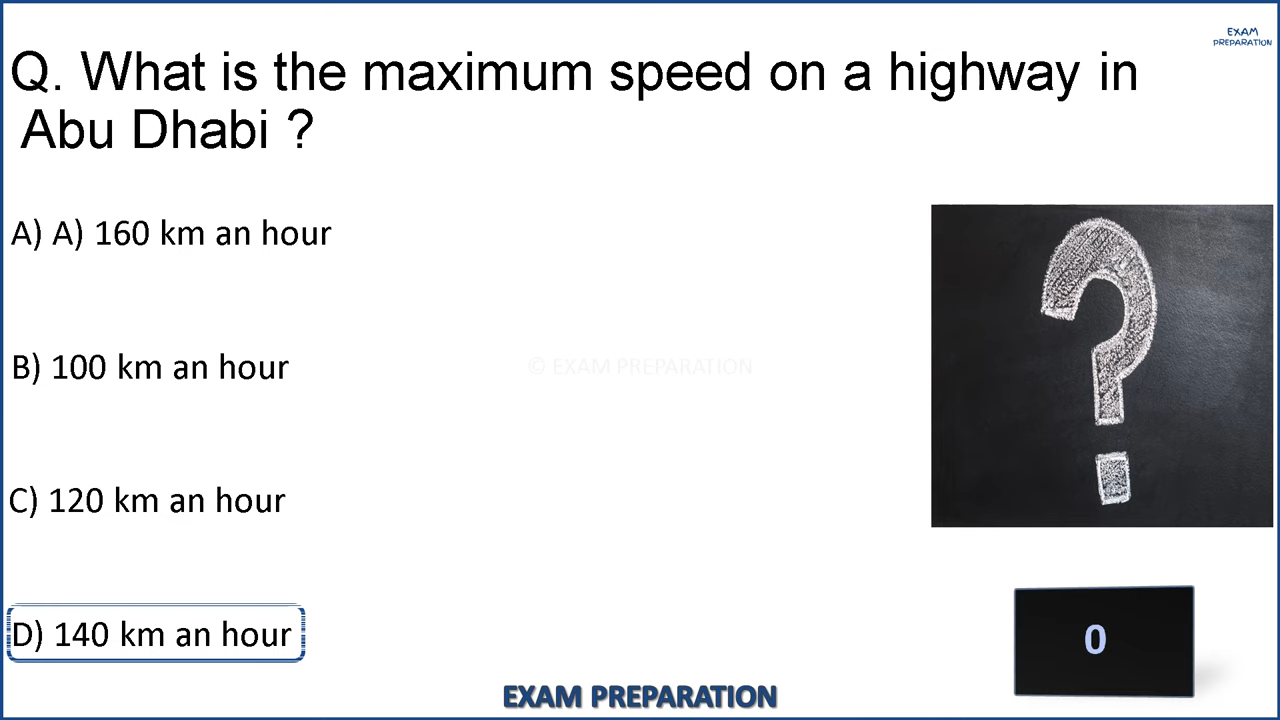 EXAM
PREPARATION
Q. What is the maximum speed on a highway in
Abu Dhabi ?
A) A) 160 km an hour
B) 100 km an hour
© EXAM PREPARATION
C) 120 km an hour
D) 140 km an hour
0
EXAM PREPARATION